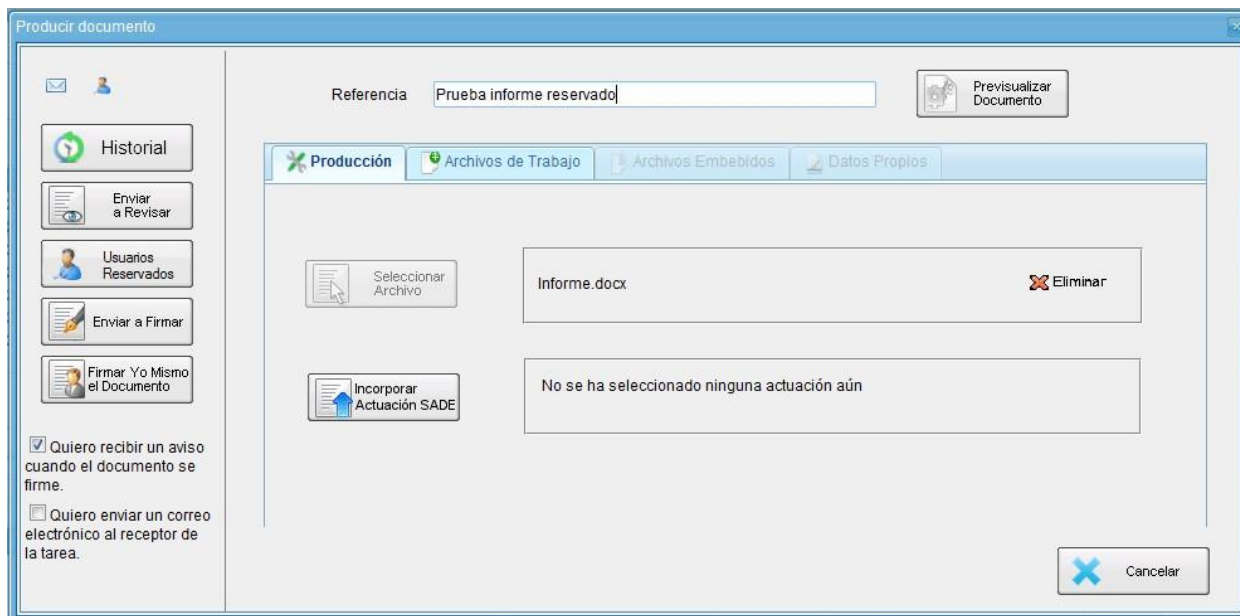 Producir documento
Referencia
Prueba informe reservado
Previsualizar
Documento
Historial
Enviar
a Revisar
Usuarios
Reservados
Enviar a Firmar
Firmar Yo Mismo
el Documento
Quiero recibir un aviso
cuando el documento se
firme.
Quiero enviar un correo
electrónico al receptor de
la tarea.
Producción
Archivos de Trabajo
Archivos Embebidos
Datos Propios
Seleccionar
Archivo
Informe.docx
Eliminar
Incorporar
Actuación SADE
No se ha seleccionado ninguna actuación aún
Cancelar